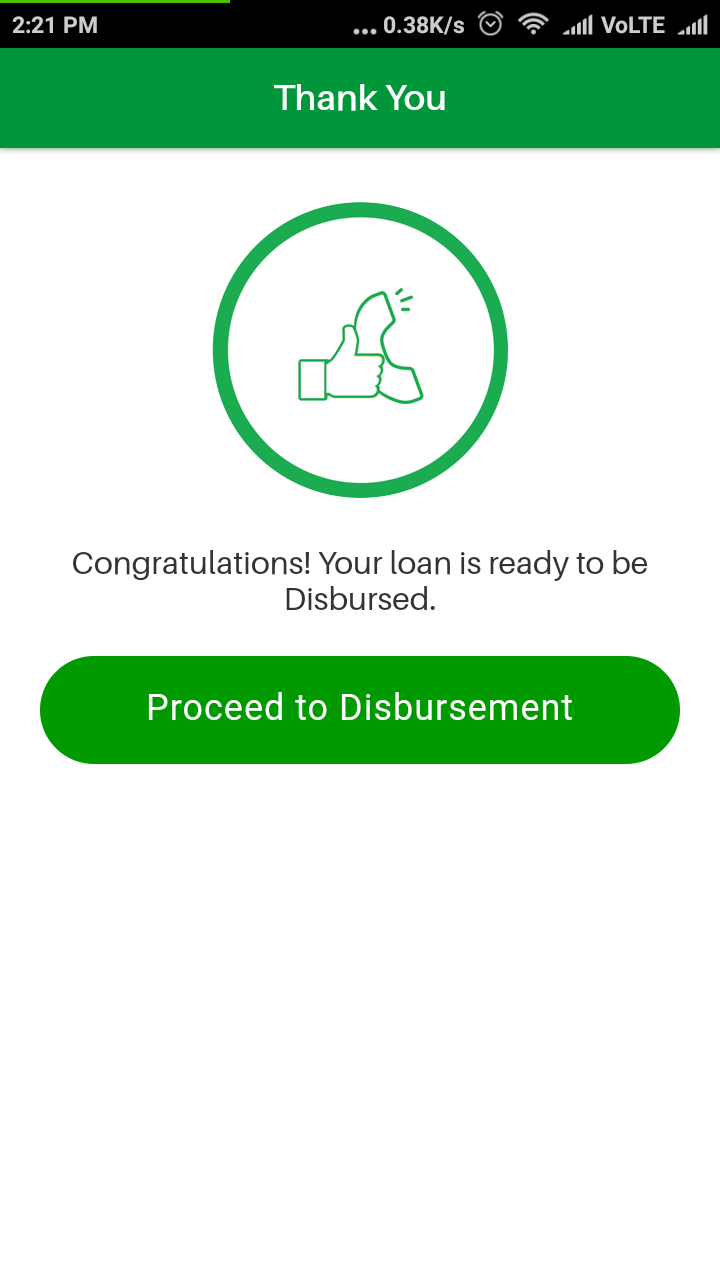 2:21 PM ... 0.38K/s VoLTE
Thank You
Congratulations! Your loan is ready to be
Disbursed.
Proceed to Disbursement